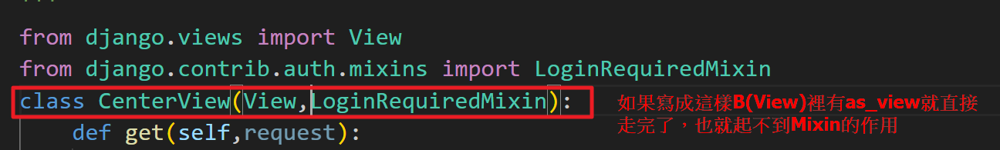 from django.views import View
from django.contrib.auth.mixins import LoginRequiredMixin
class CenterView(View,LoginRequiredMixin):
如果寫成這樣B(View)裡有as_view就直接
走完了，也就起不到Mixin的作用
def get(self,request):